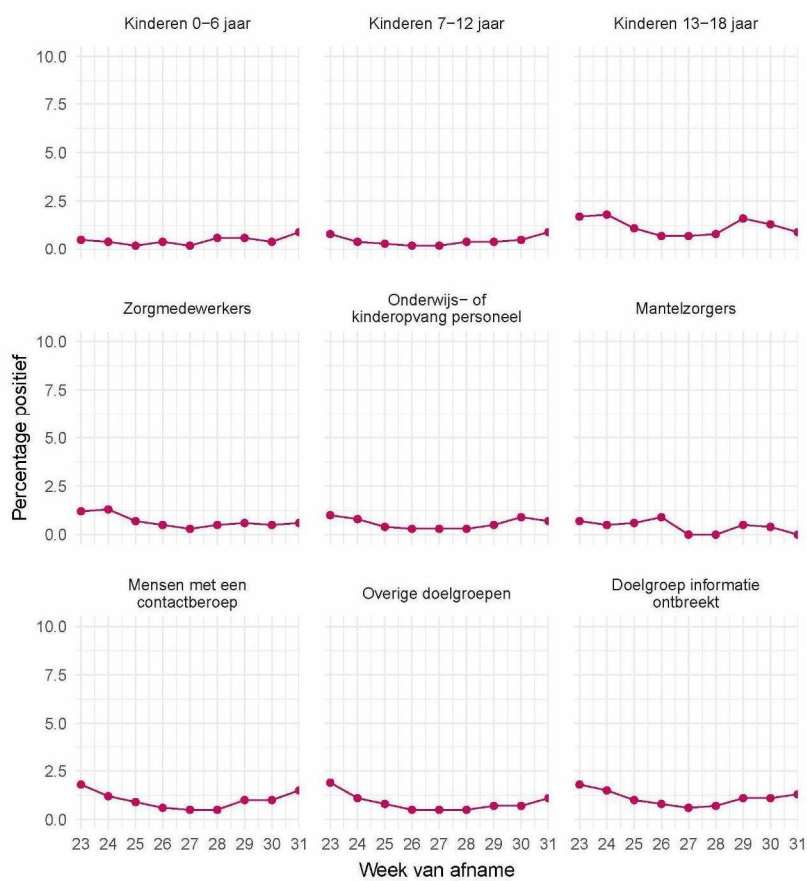 Kinderen 0−6 jaar
Kinderen 7−12 jaar
Kinderen 13−18 jaar
10.0
7.5
5.0
2.5
0.0
Zorgmedewerkers
Onderwijs− of
kinderopvang personeel
Mantelzorgers
10.0
7.5
5.0
2.5
0.0
Percentage positief
Mensen met een
contactberoep
Overige doelgroepen
Doelgroep informatie
ontbreekt
10.0
7.5
5.0
2.5
0.0
23 24 25 26 27 28 29 30 31
23 24 25 26 27 28 29 30 31
23 24 25 26 27 28 29 30 31
Week van afname